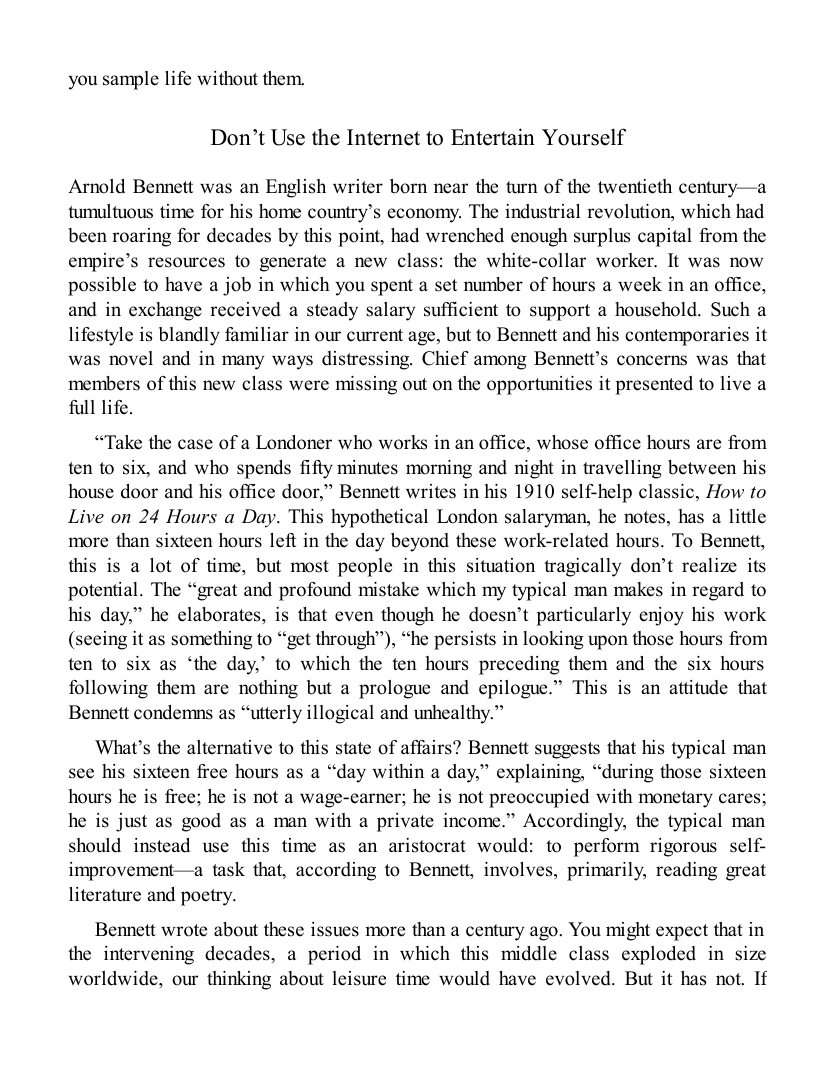 you sample life without them.
Don’t Use the Internet to Entertain Yourself
Arnold Bennett was an English writer born near the turn of the twentieth century—a
tumultuous time for his home country’s economy. The industrial revolution, which had
been roaring for decades by this point, had wrenched enough surplus capital from the
empire’s resources to generate a new class: the white-collar worker. It was now
possible to have a job in which you spent a set number of hours a week in an office,
and in exchange received a steady salary sufficient to support a household. Such a
lifestyle is blandly familiar in our current age, but to Bennett and his contemporaries it
was novel and in many ways distressing. Chief among Bennett’s concerns was that
members of this new class were missing out on the opportunities it presented to live a
full life.
“Take the case of a Londoner who works in an office, whose office hours are from
ten to six, and who spends fifty minutes morning and night in travelling between his
house door and his office door,” Bennett writes in his 1910 self-help classic, How to
Live on 24 Hours a Day. This hypothetical London salaryman, he notes, has a little
more than sixteen hours left in the day beyond these work-related hours. To Bennett,
this is a lot of time, but most people in this situation tragically don’t realize its
potential. The “great and profound mistake which my typical man makes in regard to
his day,” he elaborates, is that even though he doesn’t particularly enjoy his work
(seeing it as something to “get through”), “he persists in looking upon those hours from
ten to six as ‘the day,’ to which the ten hours preceding them and the six hours
following them are nothing but a prologue and epilogue.” This is an attitude that
Bennett condemns as “utterly illogical and unhealthy.”
What’s the alternative to this state of affairs? Bennett suggests that his typical man
see his sixteen free hours as a “day within a day,” explaining, “during those sixteen
hours he is free; he is not a wage-earner; he is not preoccupied with monetary cares;
he is just as good as a man with a private income.” Accordingly, the typical man
should instead use this time as an aristocrat would: to perform rigorous self-
improvement—a task that, according to Bennett, involves, primarily, reading great
literature and poetry.
Bennett wrote about these issues more than a century ago. You might expect that in
the intervening decades, a period in which this middle class exploded in size
worldwide, our thinking about leisure time would have evolved. But it has not. If